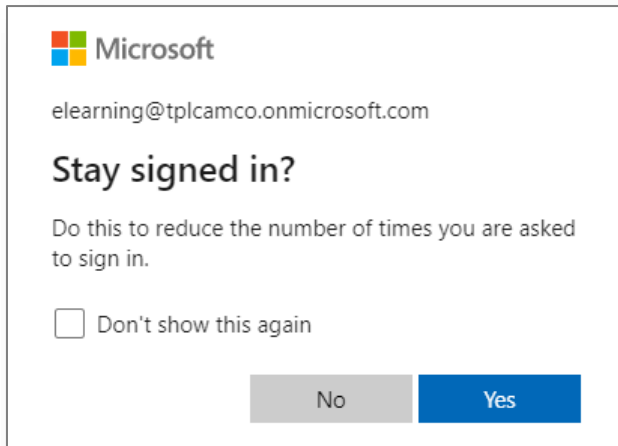 Microsoft
elearning@tplcamco.onmicrosoft.com
Stay signed in?
Do this to reduce the number of times you are asked
to sign in.
Don't show this again
No Yes